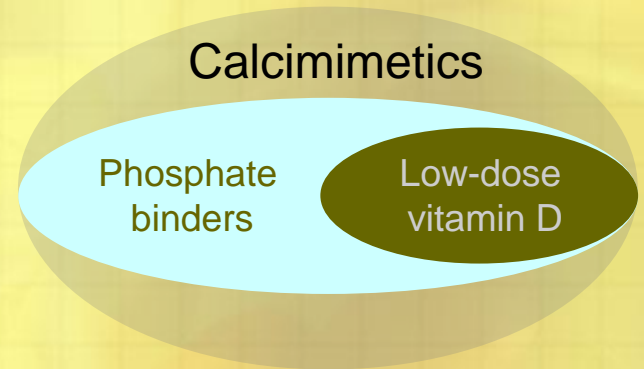 Calcimimetics
Phosphate
binders
Low-dose
vitamin D